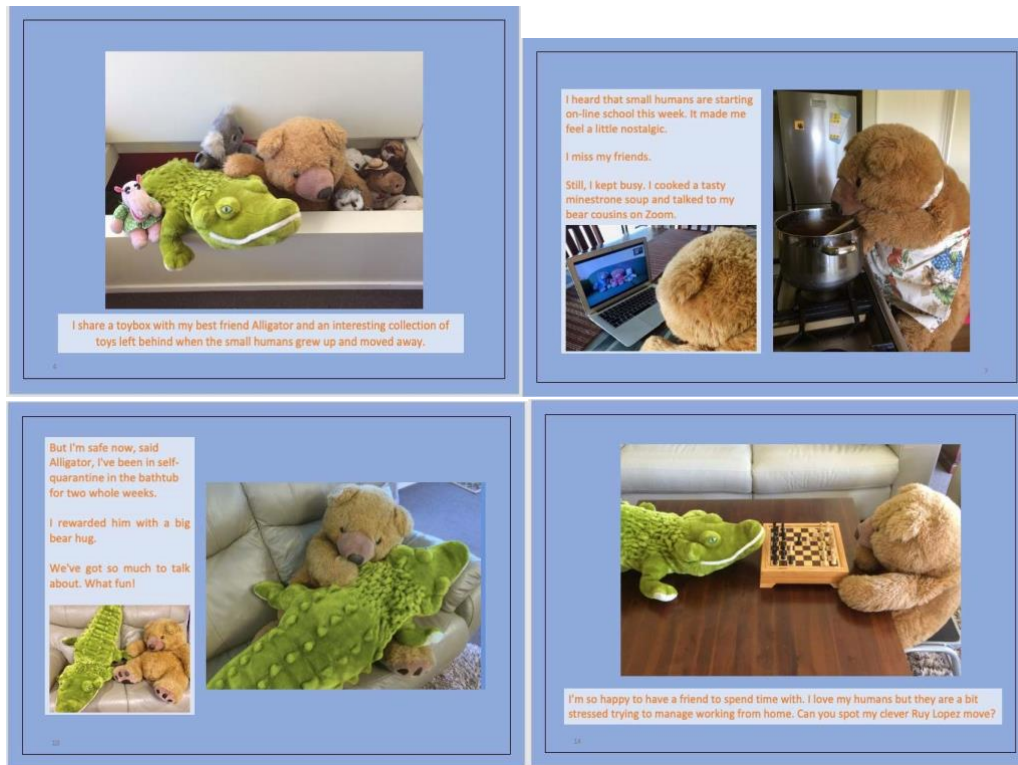 I share a toybox with my best friend Alligator and an interesting collection of
toys left behind when the small humans grew up and moved away.
I heard that small humans are starting
on-line school this week. It made me
feel a little nostalgic.
I miss my friends.
Still, I kept busy. I cooked a tasty
minestrone soup and talked to my
bear cousins on Zoom.
But I'm safe now, said
Alligator, I've been in self-
quarantine in the bathtub
for two whole weeks.
I rewarded him with a big
bear hug.
We've got so much to talk
about. What fun!
I'm so happy to have a friend to spend time with. I love my humans but they are a bit
stressed trying to manage working from home. Can you spot my clever Ruy Lopez move?
14